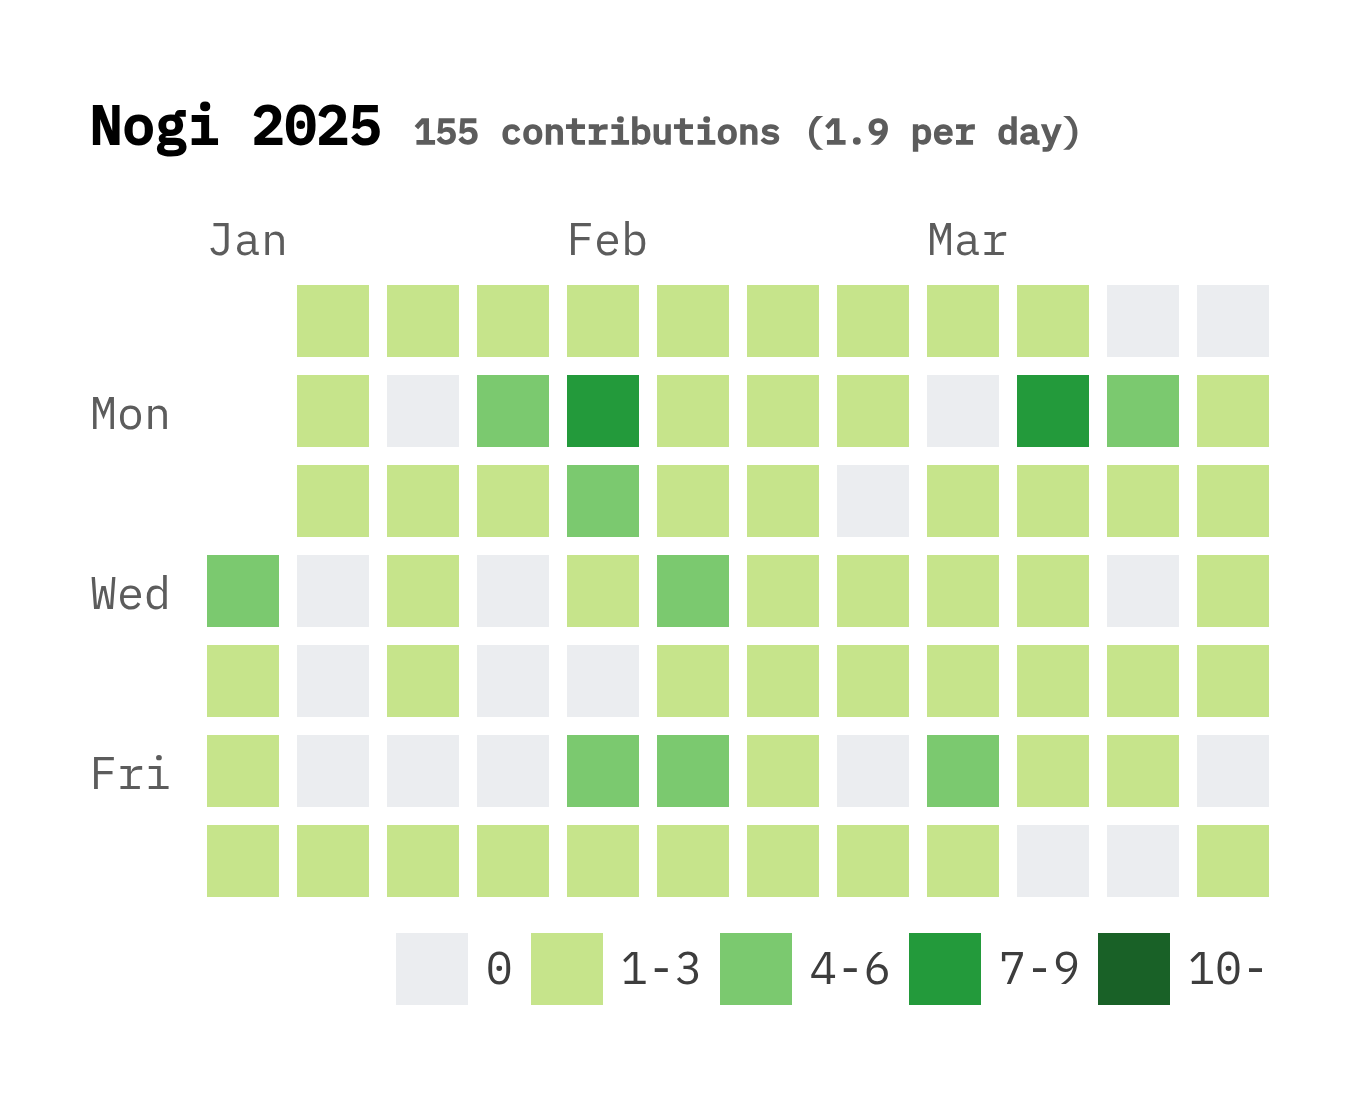 Nogi 2025 155 contributions (1.9 per day)
Jan Feb Mar
Mon
Wed
Fri
0 1-3 4-6 7-9 10-